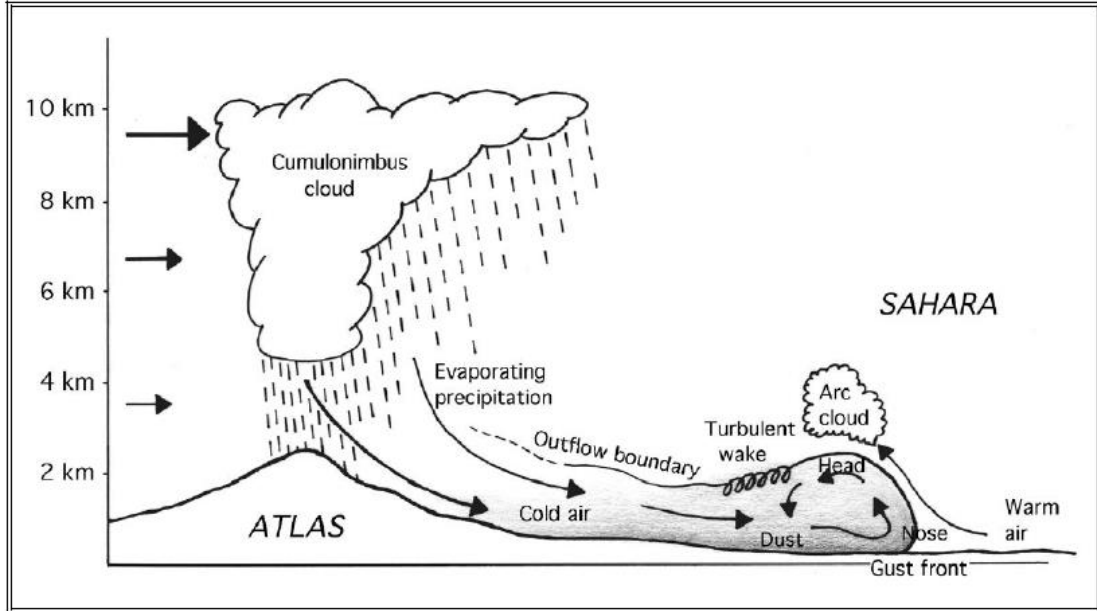 10 km
8 km
6 km
4 km
2 km
Cumulonimbus
cloud
SAHARA
Evaporating
precipitation
Arc
cloud
Turbulent
wake
Outflow boundary
Head
ATLAS
Cold air
Dust
Nose
Warm
air
Gust front